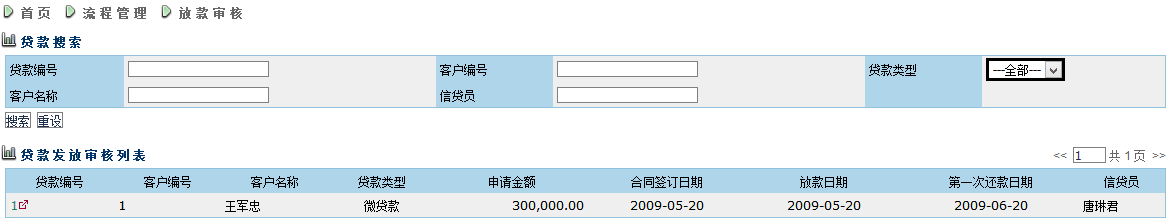 首页 流程管理 放款审核
贷款搜索
贷款编号 客户编号 贷款类型 ---全部---
客户名称 信贷员
搜索 重设
贷款发放审核列表 << 1 共 1 页 >>
贷款编号 客户编号 客户名称 贷款类型 申请金额 合同签订日期 放款日期 第一次还款日期 信贷员
1 1 王军忠 微贷款 300,000.00 2009-05-20 2009-05-20 2009-06-20 唐琳君